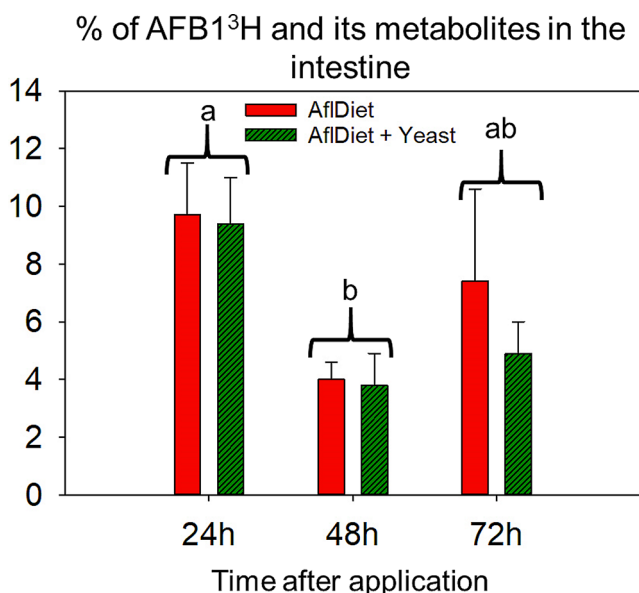 % of AFB1³H and its metabolites in the
intestine
14
12
10
8
6
4
2
0
AflDiet
AflDiet + Yeast
a
b
ab
24h
48h
72h
Time after application